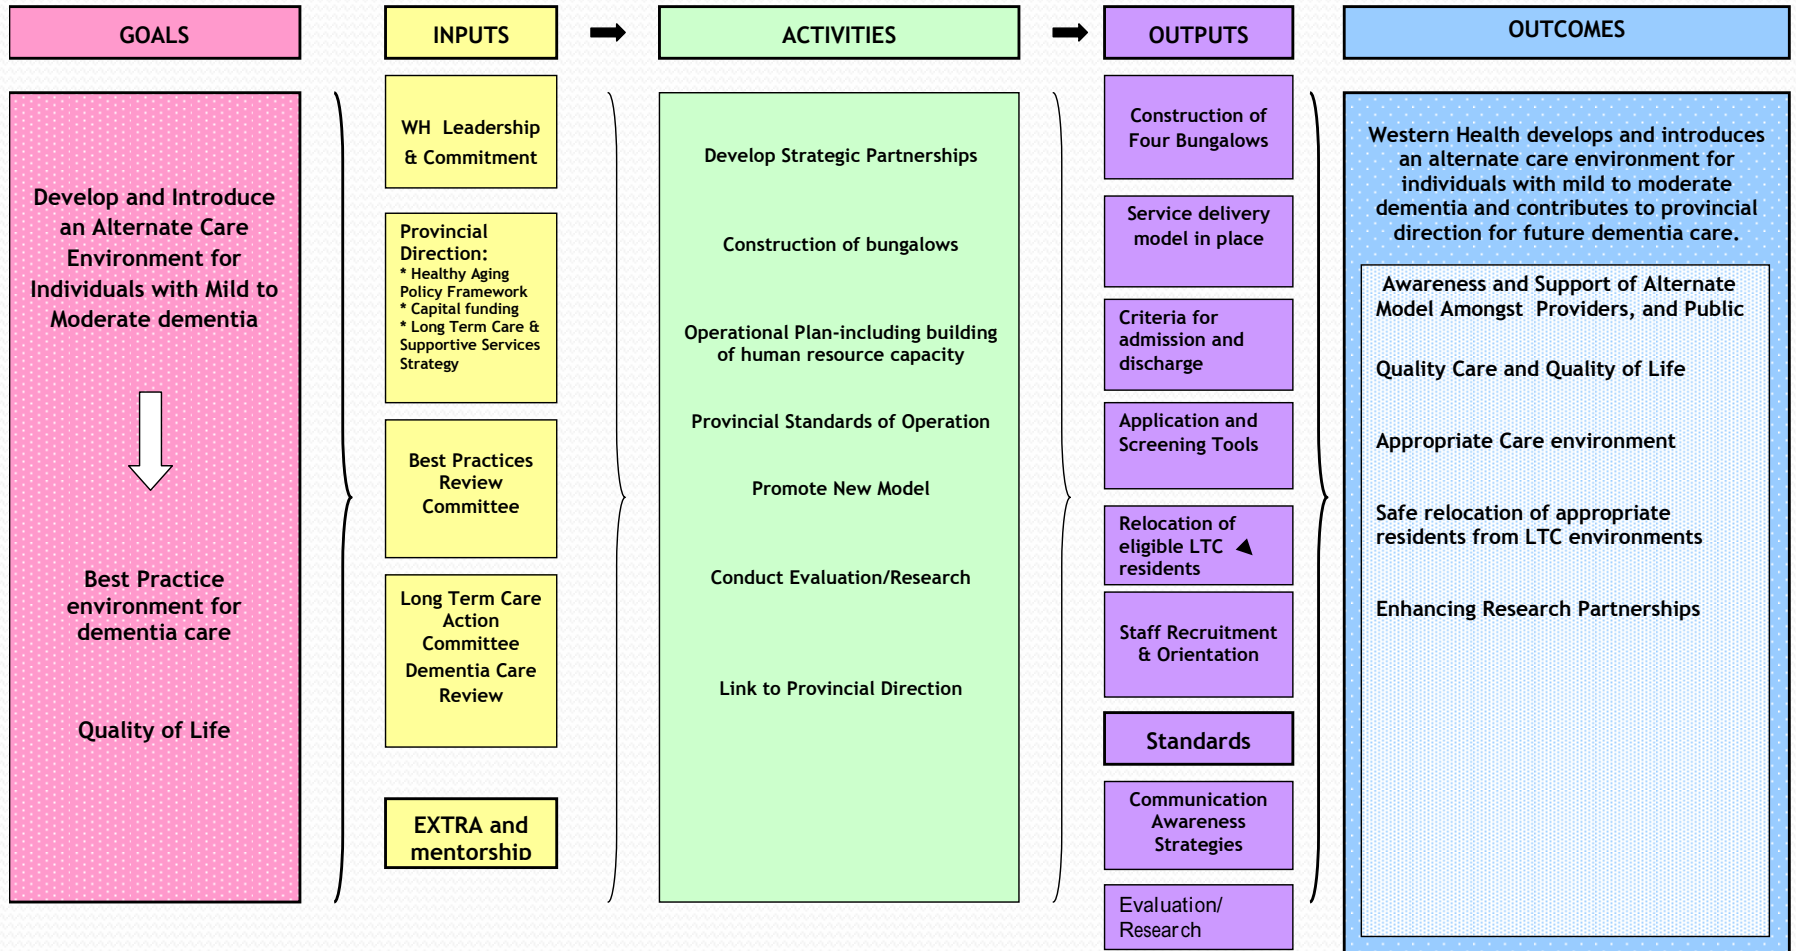 GOALS
INPUTS
ACTIVITIES
OUTPUTS
OUTCOMES
Develop and Introduce
an Alternate Care
Environment for
Individuals with Mild to
Moderate dementia
Best Practice
environment for
dementia care
Quality of Life
WH Leadership
& Commitment
Provincial
Direction:
* Healthy Aging
Policy Framework
* Capital funding
* Long Term Care &
Supportive Services
Strategy
Best Practices
Review
Committee
Long Term Care
Action
Committee
Dementia Care
Review
EXTRA and
mentorship
Develop Strategic Partnerships
Construction of bungalows
Operational Plan-including building
of human resource capacity
Provincial Standards of Operation
Promote New Model
Conduct Evaluation/Research
Link to Provincial Direction
Construction of
Four Bungalows
Service delivery
model in place
Criteria for
admission and
discharge
Application and
Screening Tools
Relocation of
eligible LTC
residents
Staff Recruitment
& Orientation
Standards
Communication
Awareness
Strategies
Evaluation/
Research
Western Health develops and introduces
an alternate care environment for
individuals with mild to moderate
dementia and contributes to provincial
direction for future dementia care.
Awareness and Support of Alternate
Model Amongst Providers, and Public
Quality Care and Quality of Life
Appropriate Care environment
Safe relocation of appropriate
residents from LTC environments
Enhancing Research Partnerships